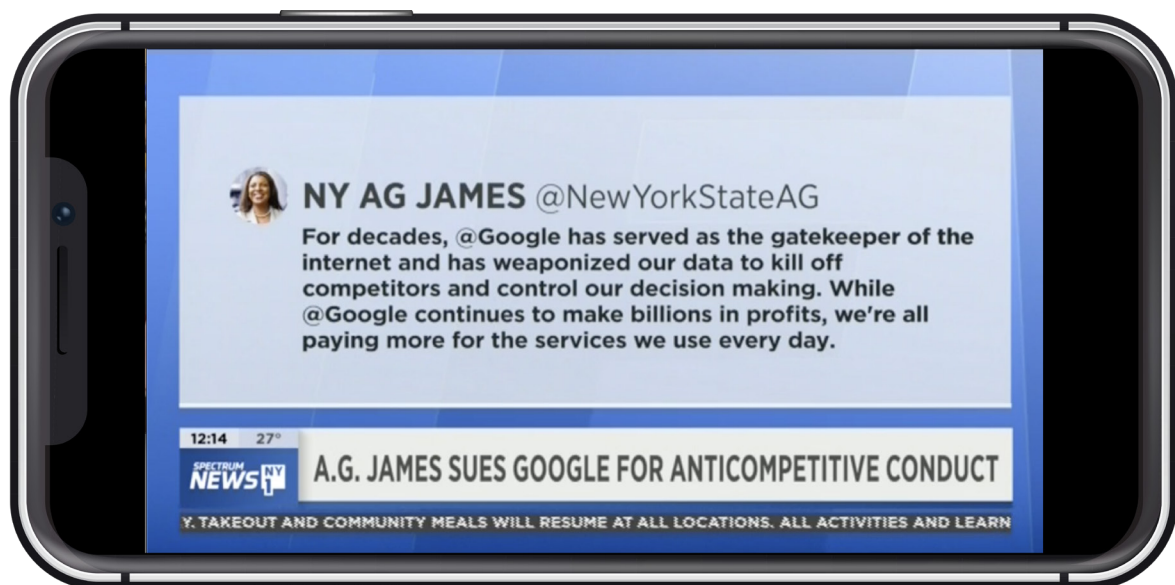 NY AG JAMES @NewYorkStateAG
For decades, @Google has served as the gatekeeper of the
internet and has weaponized our data to kill off
competitors and control our decision making. While
@Google continues to make billions in profits, we're all
paying more for the services we use every day.
12:14 27°
SPECTRUM
NEWS NY
1
A.G. JAMES SUES GOOGLE FOR ANTICOMPETITIVE CONDUCT
Y. TAKEOUT AND COMMUNITY MEALS WILL RESUME AT ALL LOCATIONS. ALL ACTIVITIES AND LEARN